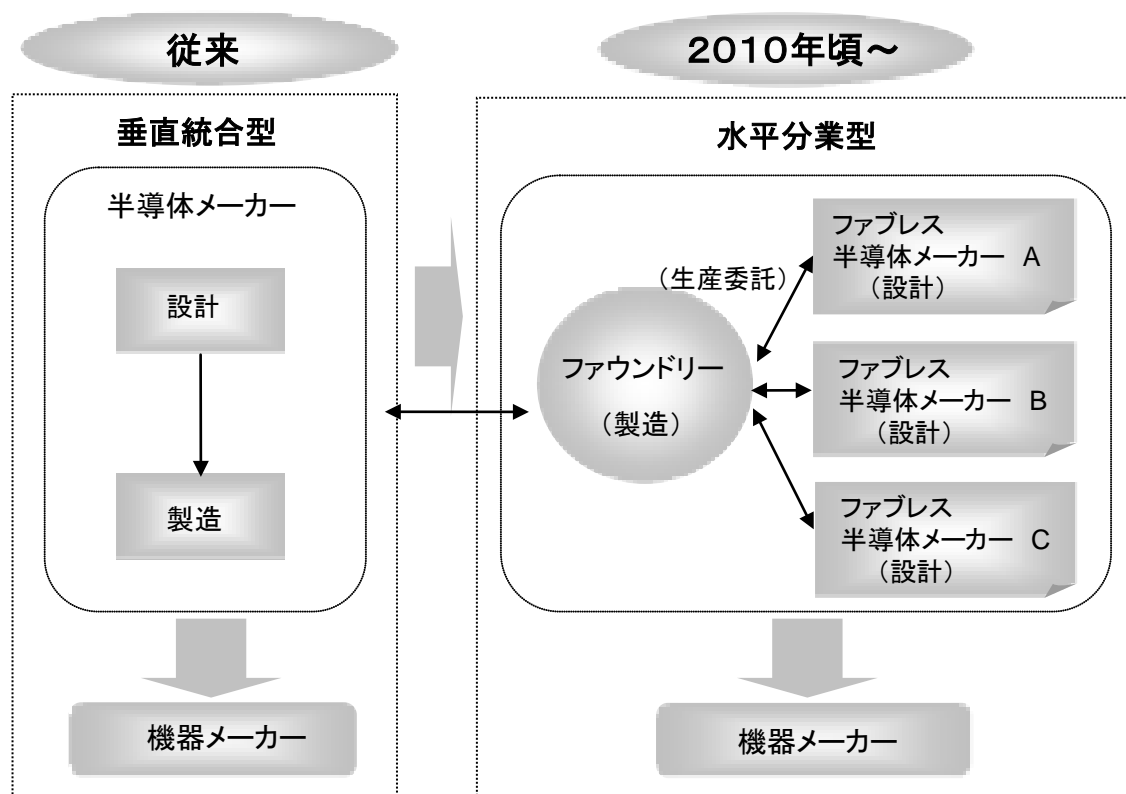 従来
垂直統合型
半導体メーカー
設計
製造
機器メーカー
2010年頃～
水平分業型
（生産委託）
ファウンドリー
（製造）
ファブレス
半導体メーカー A
（設計）
ファブレス
半導体メーカー B
（設計）
ファブレス
半導体メーカー C
（設計）
機器メーカー